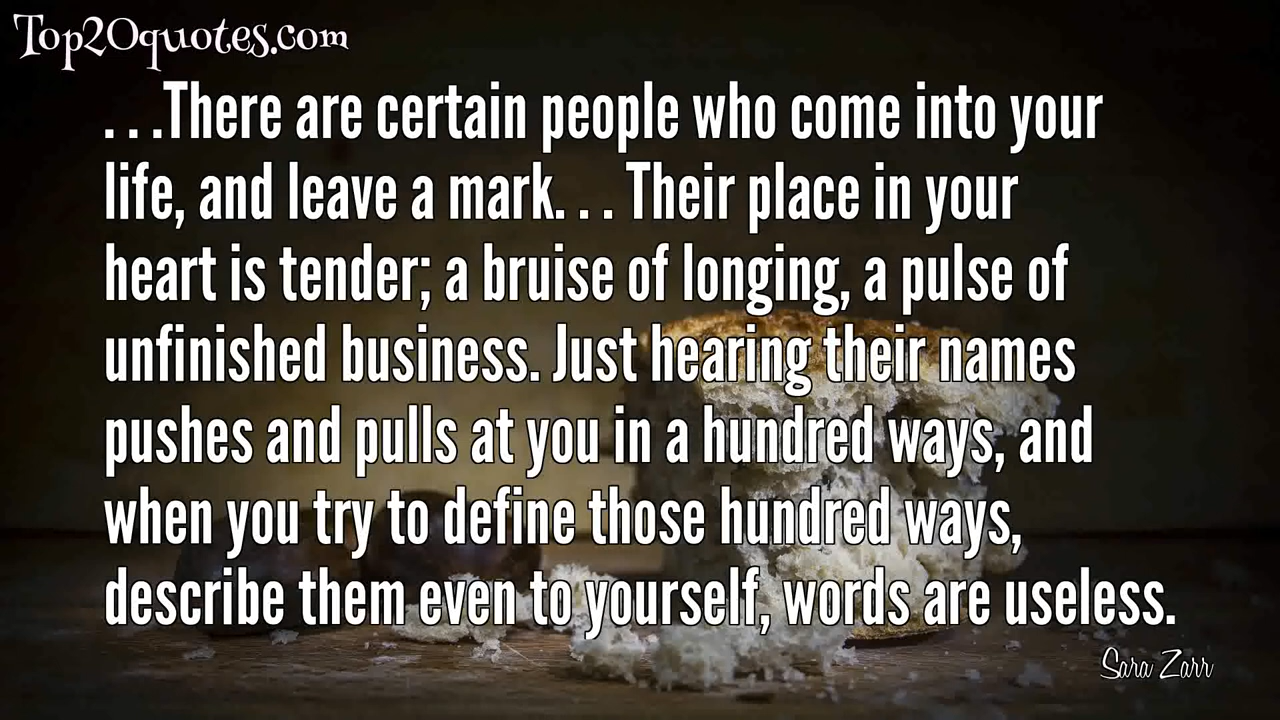 Top20quotes.com
. . .There are certain people who come into your
life, and leave a mark. . . Their place in your
heart is tender; a bruise of longing, a pulse of
unfinished business. Just hearing their names
pushes and pulls at you in a hundred ways, and
when you try to define those hundred ways,
describe them even to yourself, words are useless.
Sara Zarr